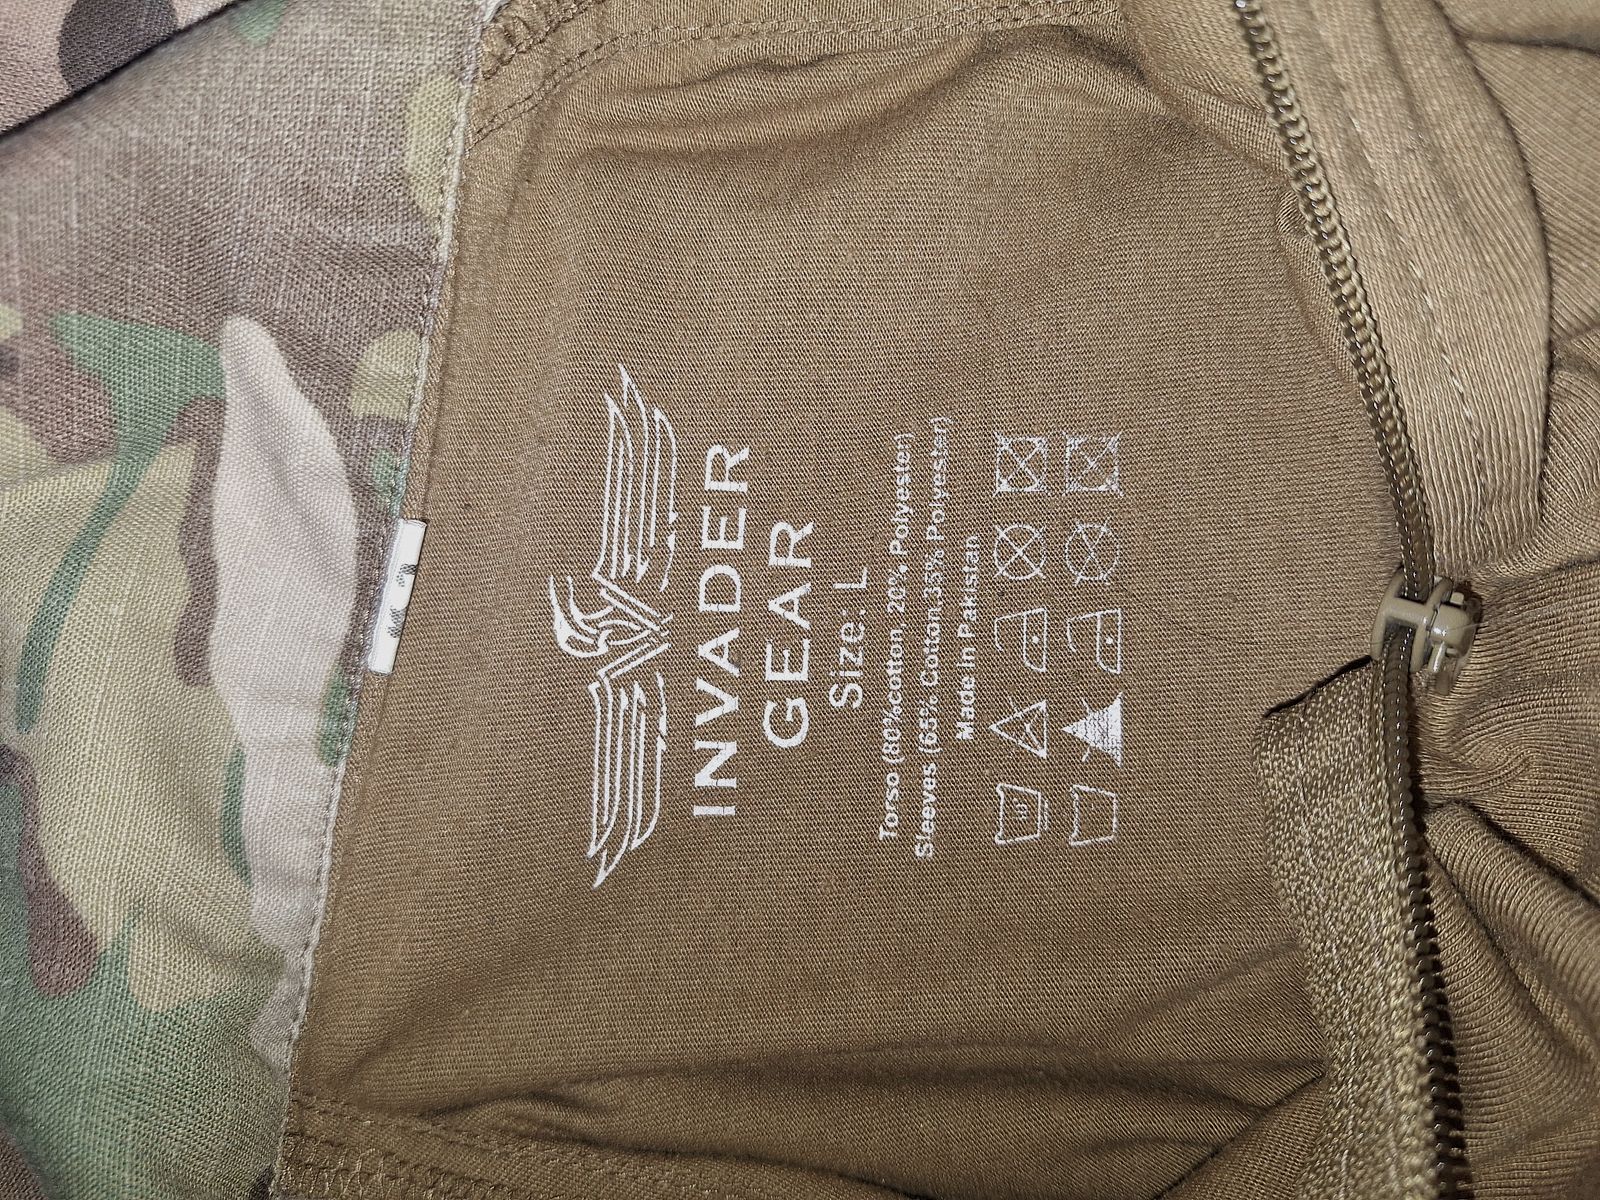 INVADER
GEAR
Size: L
Torso (80%cotton, 20% Polyester)
Sleeves (65% Cotton,35% Polyester)
Made in Pakistan